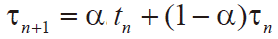 τₙ₊₁ = α tₙ + (1 − α)τₙ